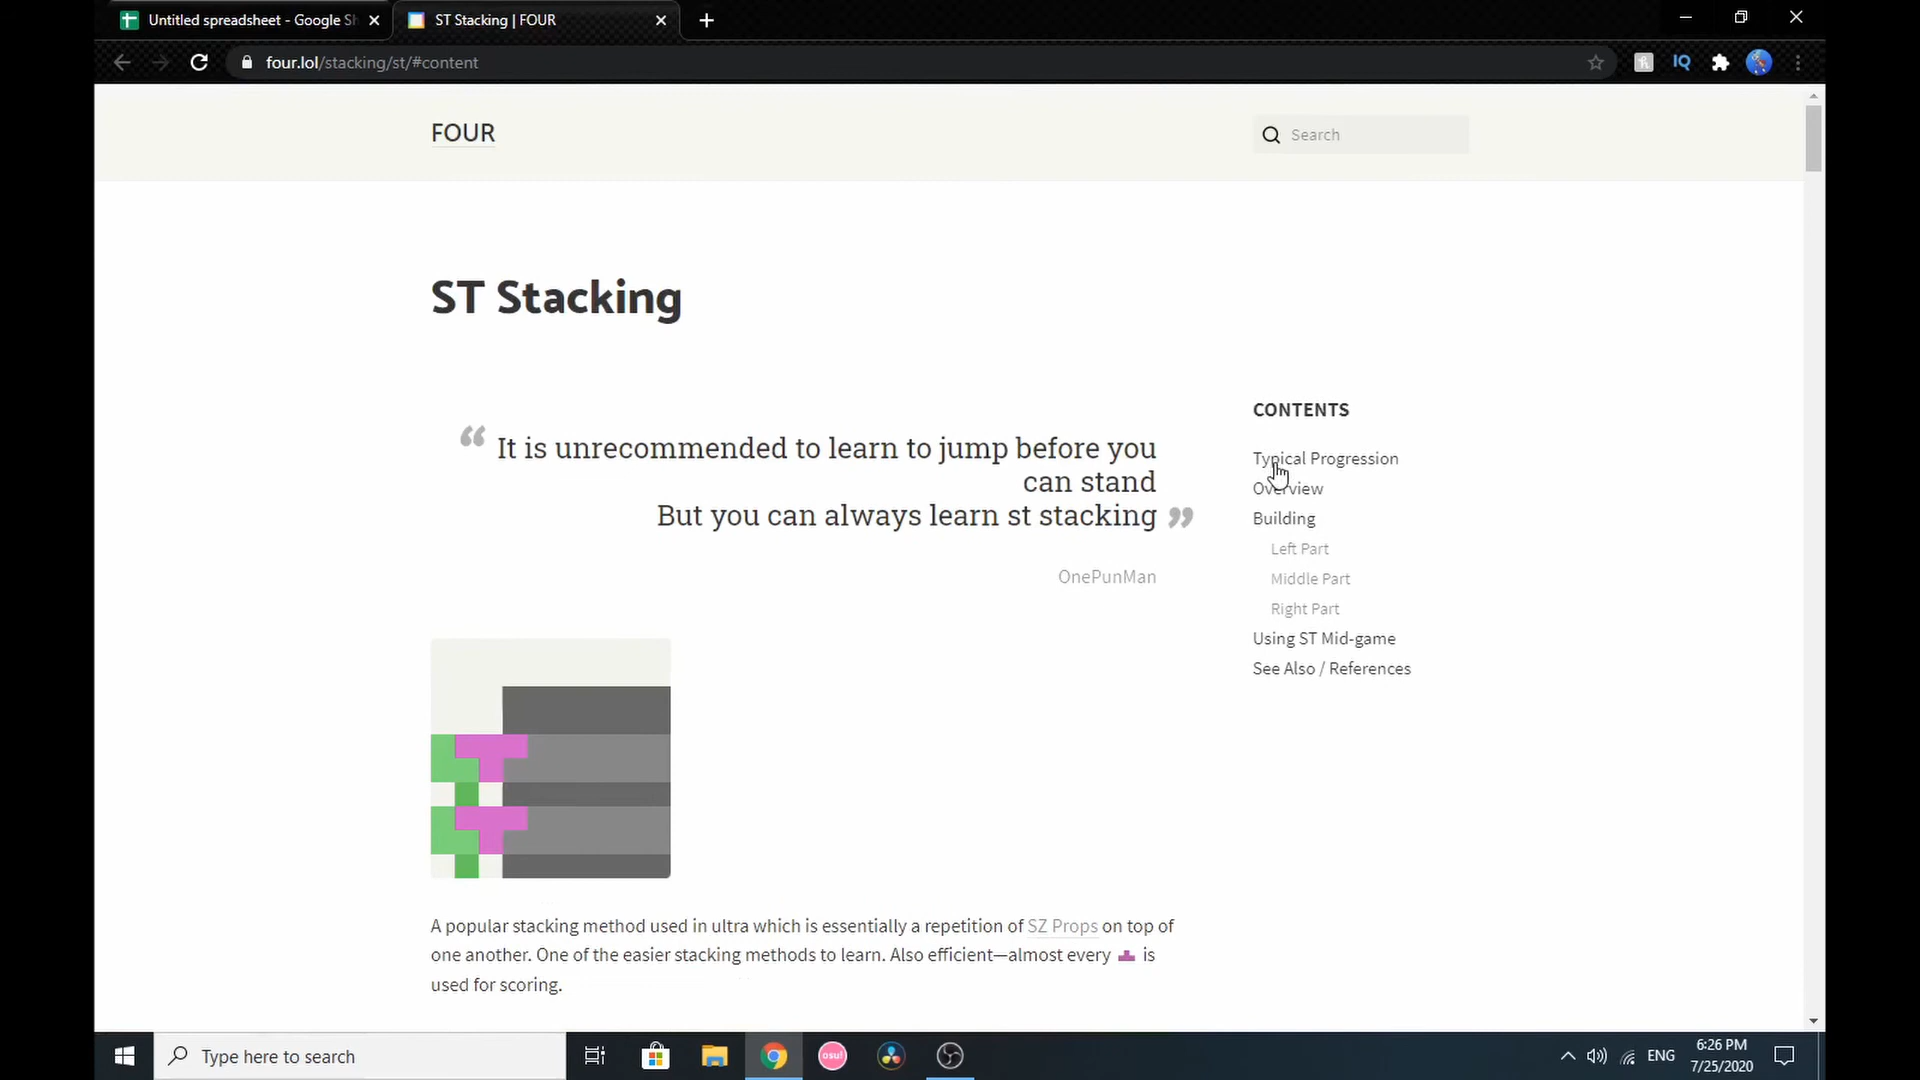 Untitled spreadsheet - Google Sh
ST Stacking | FOUR
four.lol/stacking/st/#content
IQ
FOUR
Search
ST Stacking
“ It is unrecommended to learn to jump before you
can stand
But you can always learn st stacking ”
OnePunMan
CONTENTS
Typical Progression
Overview
Building
Left Part
Middle Part
Right Part
Using ST Mid-game
See Also / References
A popular stacking method used in ultra which is essentially a repetition of SZ Props on top of
one another. One of the easier stacking methods to learn. Also efficient—almost every is
used for scoring.
Type here to search
osu!
ENG
6:26 PM
7/25/2020